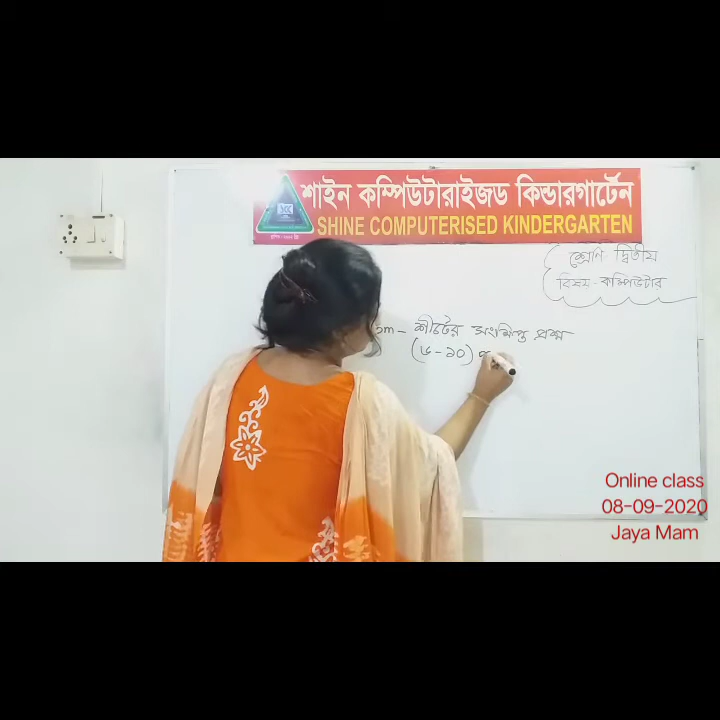 শাইন কম্পিউটারাইজড কিন্ডারগার্টেন
SHINE COMPUTERISED KINDERGARTEN
শ্রেণি দ্বিতীয়
বিষয় - কম্পিউটার
শীটের সংক্ষিপ্ত প্রশ্ন
(৬-১০)
Online class
08-09-2020
Jaya Mam